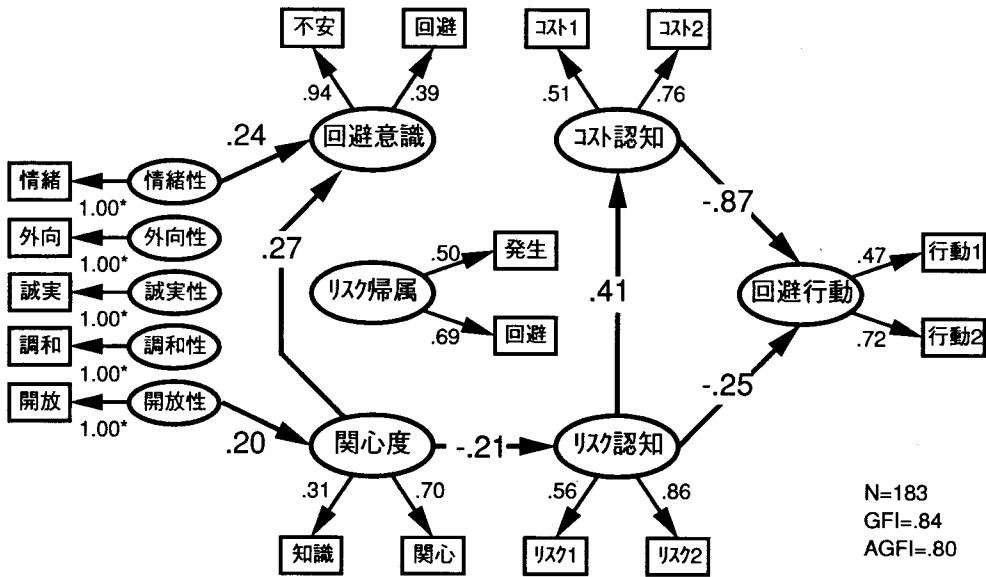 不安
回避
コスト1
コスト2
.94
.39
.51
.76
回避意識
コスト認知
.24
情緒
情緒性
1.00*
-.87
外向
外向性
1.00*
.27
.50
発生
.47
行動1
誠実
誠実性
1.00*
リスク帰属
.41
回避行動
調和
調和性
1.00*
.69
回避
.72
行動2
開放
開放性
1.00*
-.25
.20
関心度
-.21
リスク認知
.31
.70
.56
.86
知識
関心
リスク1
リスク2
N=183
GFI=.84
AGFI=.80